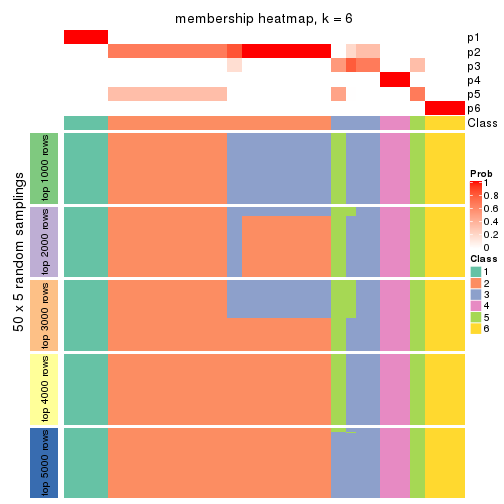 membership heatmap, k = 6
p1
p2
p3
p4
p5
p6
Class
50 x 5 random samplings
top 1000 rows
top 2000 rows
top 3000 rows
top 4000 rows
top 5000 rows
Prob
1
0.8
0.6
0.4
0.2
0
Class
1
2
3
4
5
6